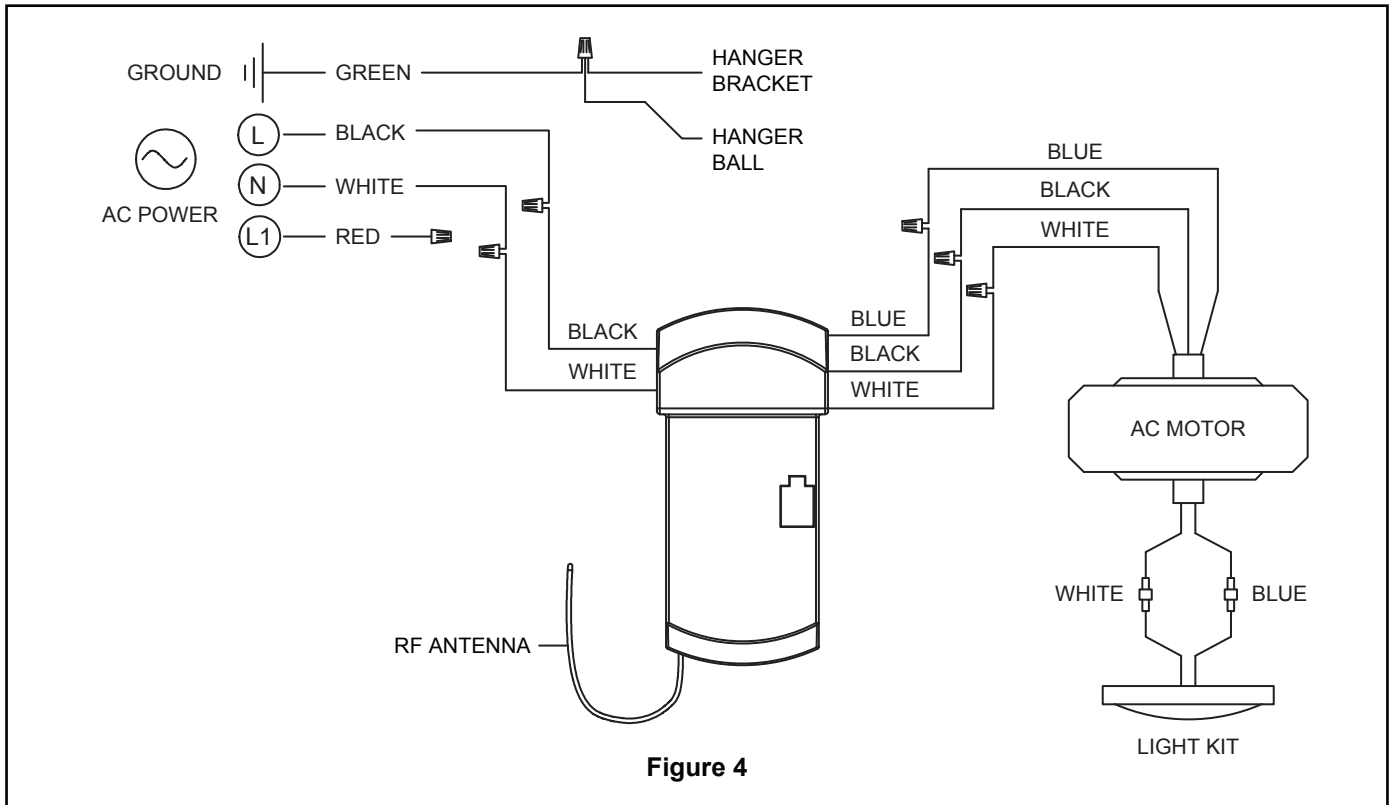 GROUND
GREEN
HANGER
BRACKET
HANGER
BALL
L
BLACK
N
WHITE
AC POWER
L1
RED
BLUE
BLACK
WHITE
BLACK
WHITE
BLUE
BLACK
WHITE
AC MOTOR
WHITE
BLUE
RF ANTENNA
LIGHT KIT
Figure 4